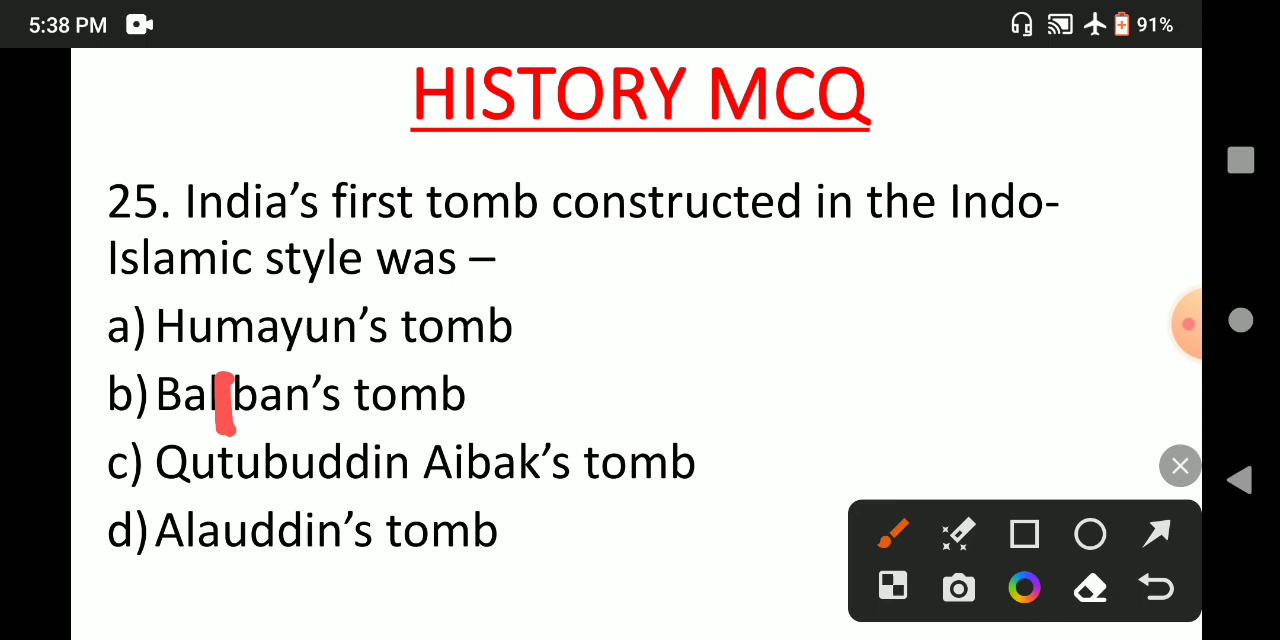 5:38 PM
91%
HISTORY MCQ
25. India’s first tomb constructed in the Indo-
Islamic style was –
a) Humayun’s tomb
b) Balban’s tomb
c) Qutubuddin Aibak’s tomb
d) Alauddin’s tomb